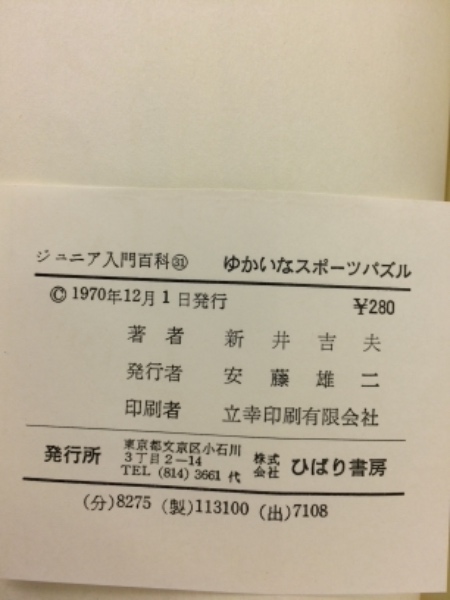 ジュニア入門百科㉛ ゆかいなスポーツパズル
© 1970年12月1日発行 ¥280
著者 新井吉夫
発行者 安藤雄二
印刷者 立幸印刷有限会社
発行所 東京都文京区小石川 3丁目2-14 TEL (814) 3661 代 株式会社 ひばり書房
(分)8275 (製)113100 (出)7108